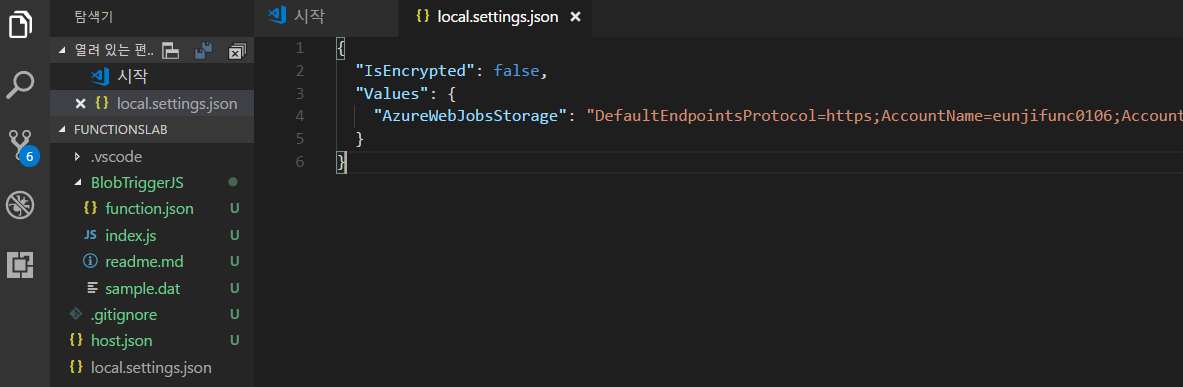 탐색기
열려 있는 편..
시작
local.settings.json
FUNCTIONSLAB
.vscode
BlobTriggerJS
function.json U
JS index.js U
readme.md U
sample.dat U
.gitignore U
host.json U
local.settings.json
6
시작
local.settings.json
1 {
2 "IsEncrypted": false,
3 "Values": {
4 "AzureWebJobsStorage": "DefaultEndpointsProtocol=https;AccountName=eunjifunc0106;Account
5 }
6 }